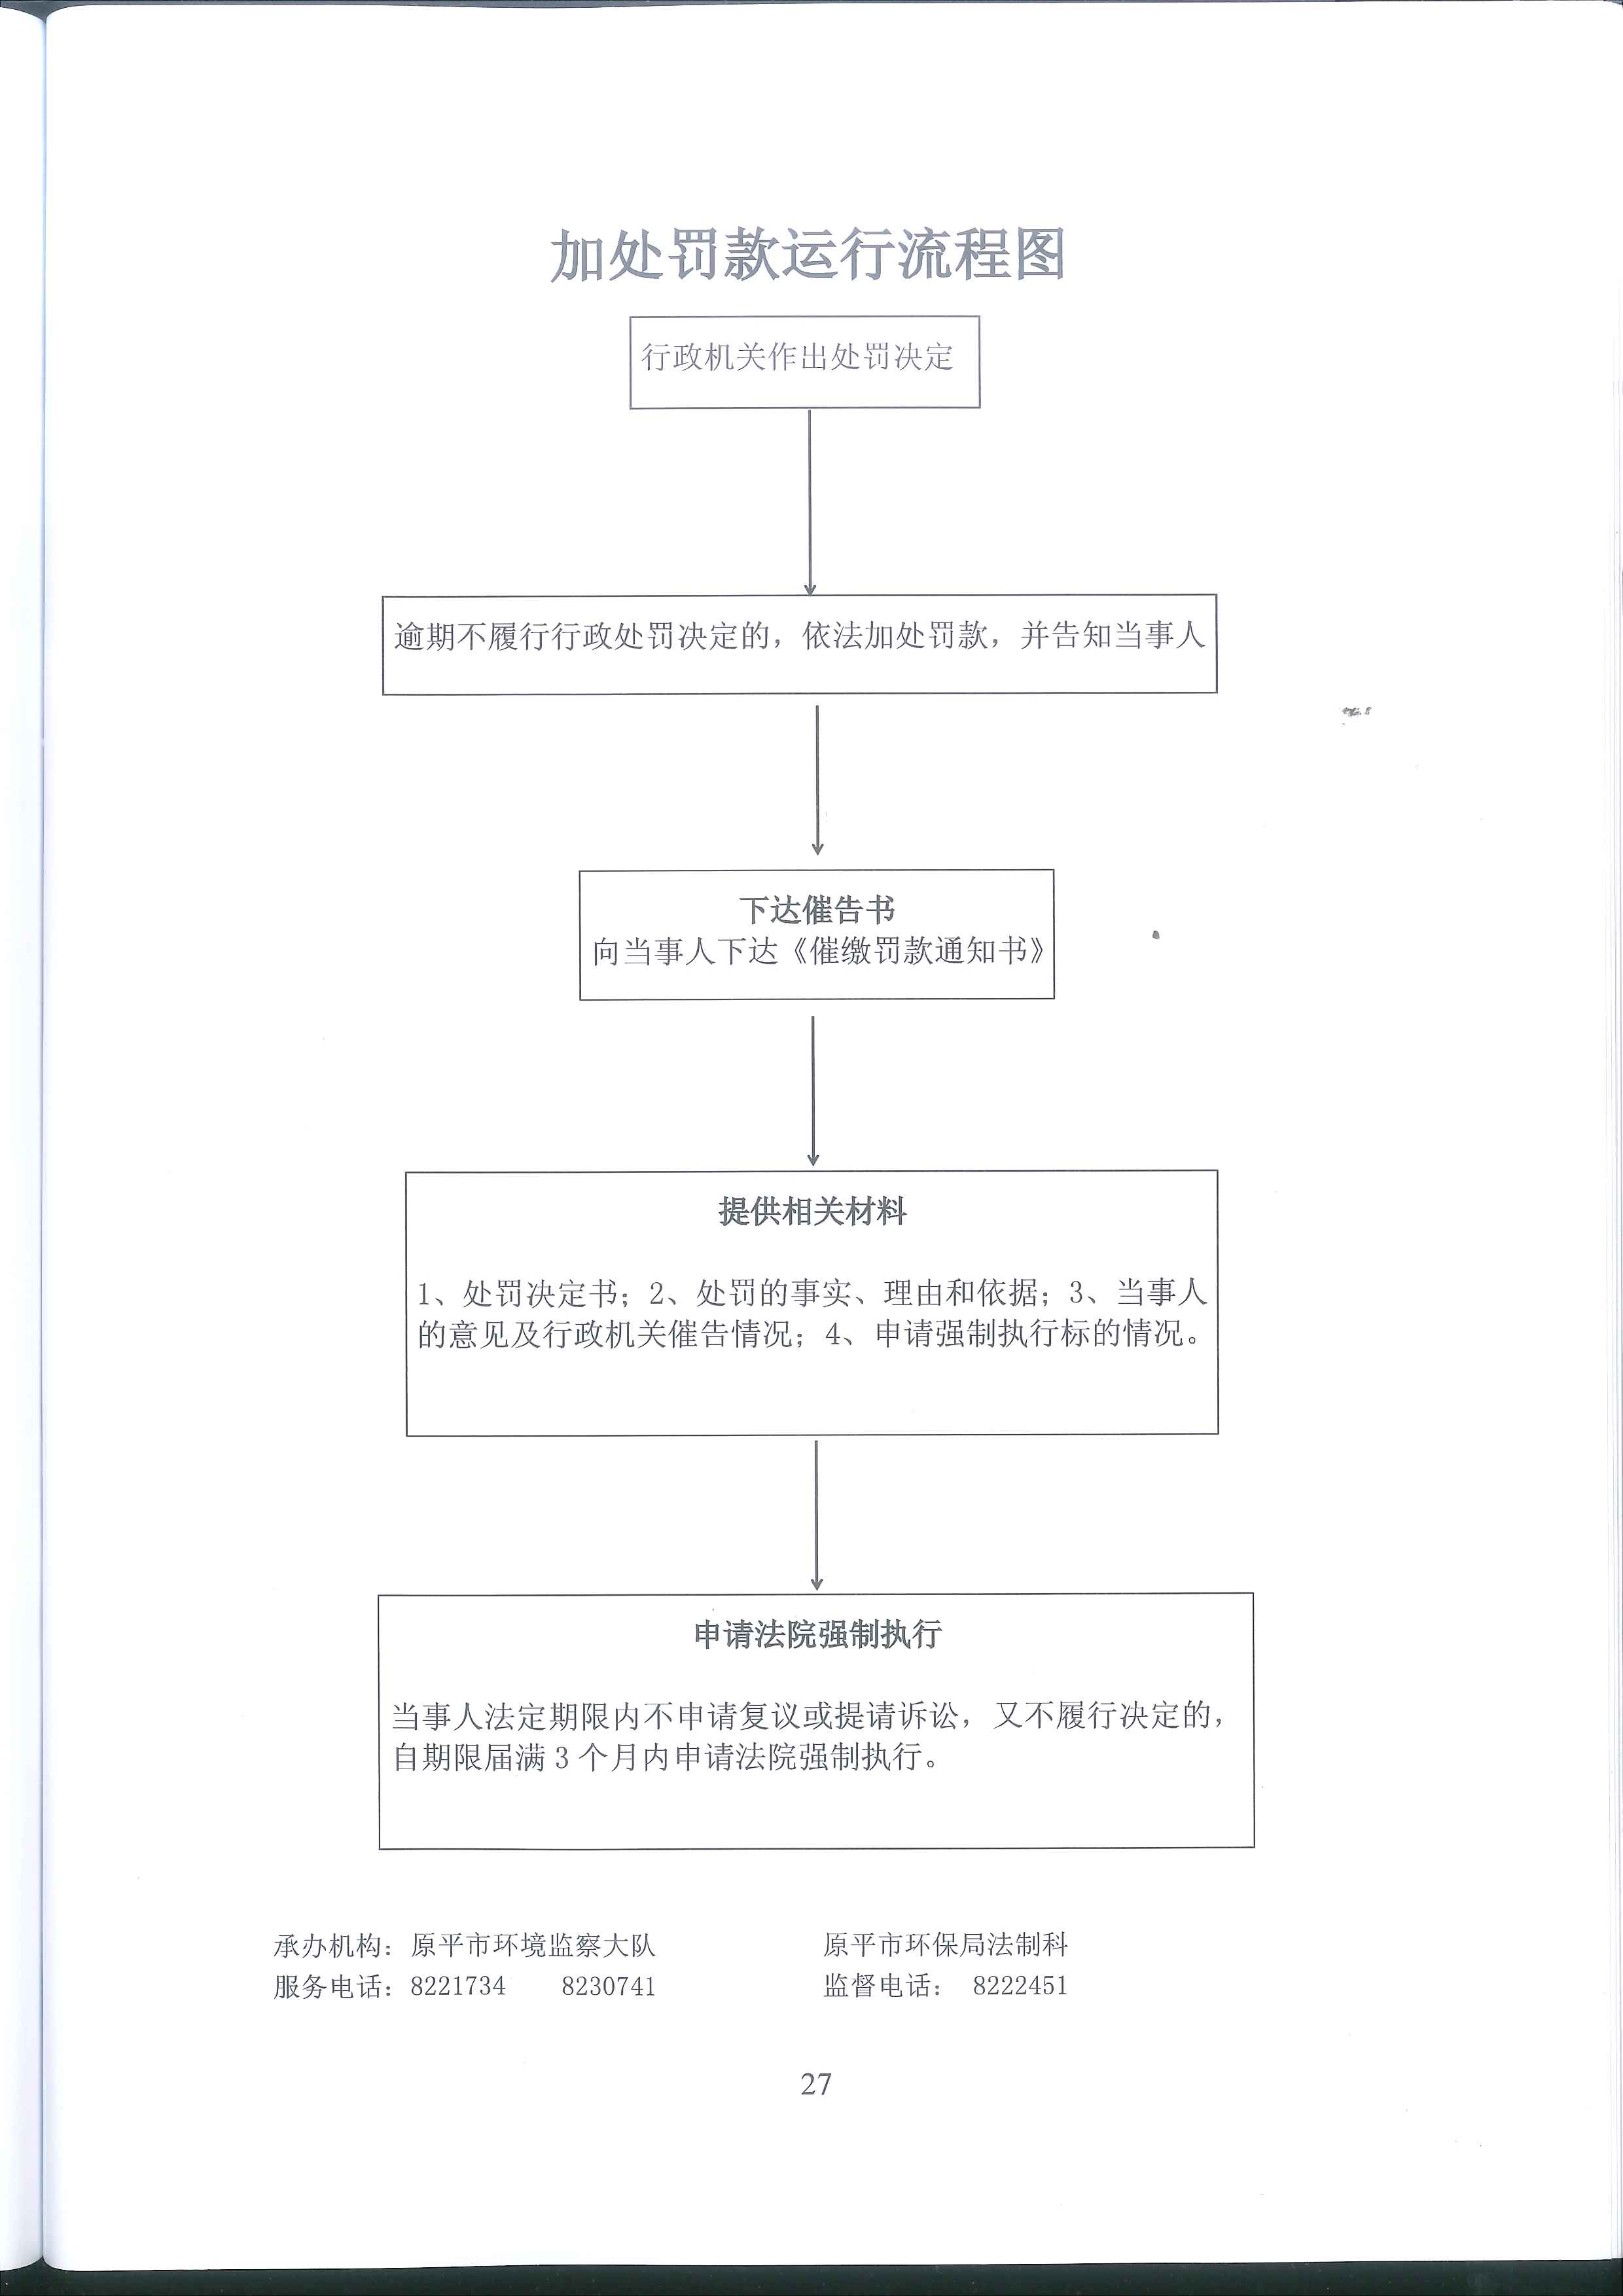 加处罚款运行流程图
行政机关作出处罚决定
逾期不履行行政处罚决定的，依法加处罚款，并告知当事人
下达催告书
向当事人下达《催缴罚款通知书》
提供相关材料
1、处罚决定书；2、处罚的事实、理由和依据；3、当事人
的意见及行政机关催告情况；4、申请强制执行标的情况。
申请法院强制执行
当事人法定期限内不申请复议或提请诉讼，又不履行决定的，
自期限届满 3 个月内申请法院强制执行。
承办机构：原平市环境监察大队 原平市环保局法制科
服务电话：8221734 8230741 监督电话： 8222451
27